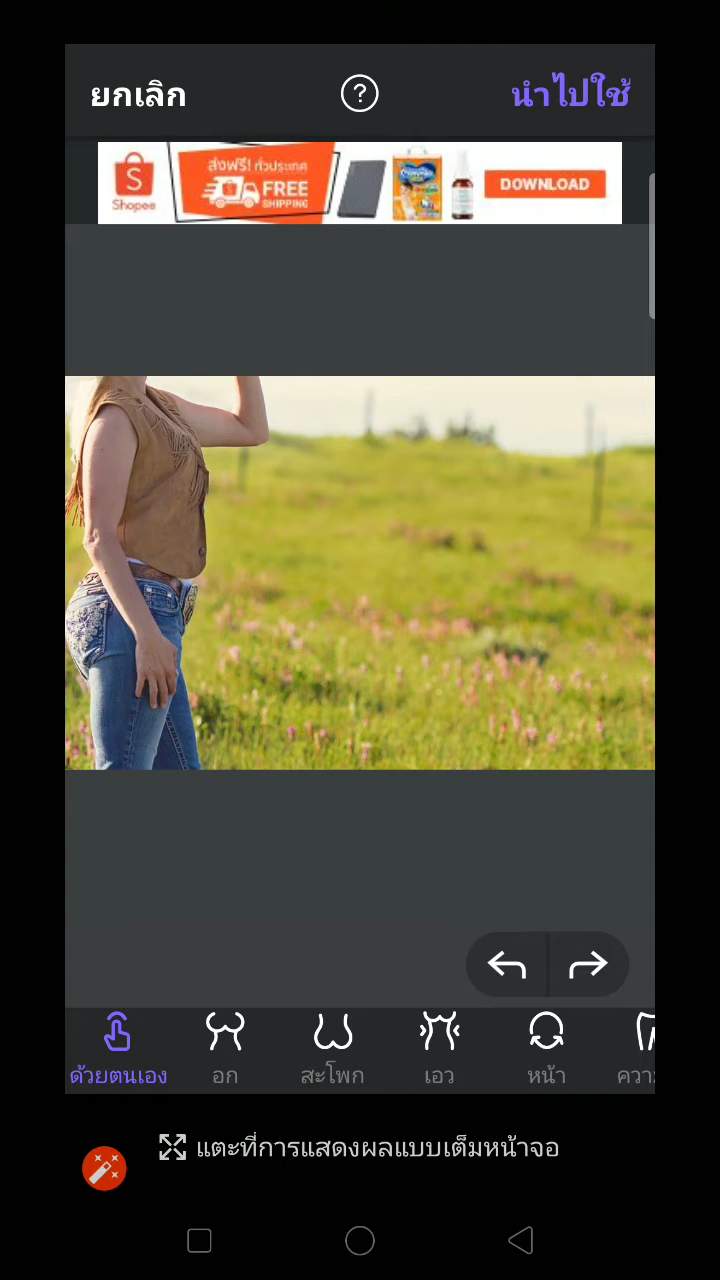 ยกเลิก
?
นำไปใช้
S
Shopee
ส่งฟรี! ทั่วประเทศ
FREE
SHIPPING
DOWNLOAD
ด้วยตนเอง
อก
สะโพก
เอว
หน้า
แตะที่การแสดงผลแบบเต็มหน้าจอ